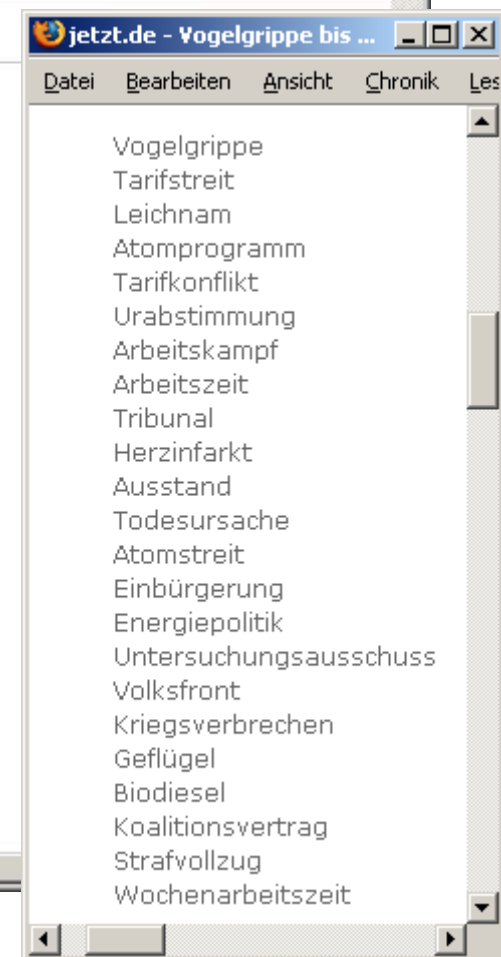 jetzt.de - Vogelgrippe bis ...
Datei Bearbeiten Ansicht Chronik Les
Vogelgrippe
Tarifstreit
Leichnam
Atomprogramm
Tarifkonflikt
Urabstimmung
Arbeitskampf
Arbeitszeit
Tribunal
Herzinfarkt
Ausstand
Todesursache
Atomstreit
Einbürgerung
Energiepolitik
Untersuchungsausschuss
Volksfront
Kriegsverbrechen
Geflügel
Biodiesel
Koalitionsvertrag
Strafvollzug
Wochenarbeitszeit